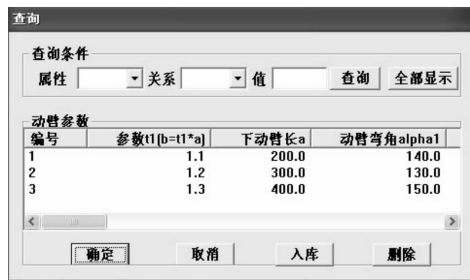 查询
查询条件
属性 关系 值 查询 全部显示
动臂参数
编号 参数t1(b=t1*a) 下动臂长a 动臂弯角alpha1
1 1.1 200.0 140.0
2 1.2 300.0 130.0
3 1.3 400.0 150.0
确定 取消 入库 删除